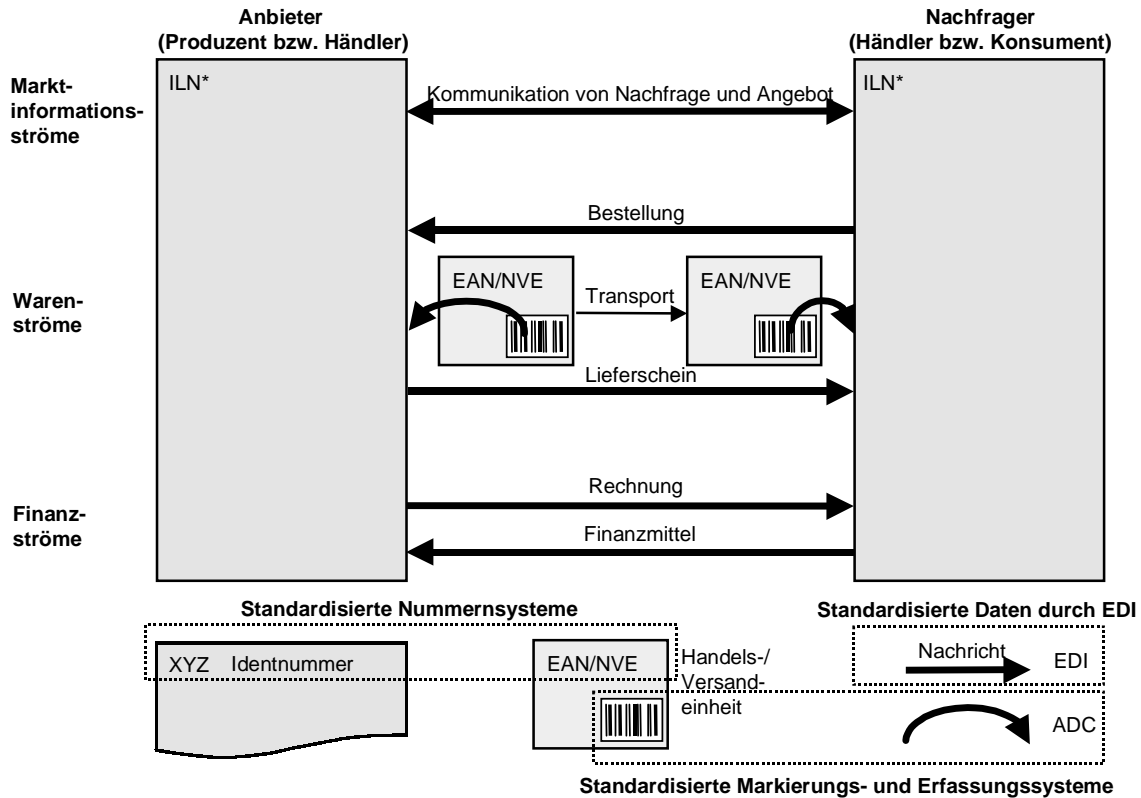 Anbieter
(Produzent bzw. Händler)
Nachfrager
(Händler bzw. Konsument)
Markt-
informations-
ströme
ILN*
Kommunikation von Nachfrage und Angebot
ILN*
Bestellung
Waren-
ströme
EAN/NVE
Transport
EAN/NVE
Lieferschein
Finanz-
ströme
Rechnung
Finanzmittel
Standardisierte Nummernsysteme
Standardisierte Daten durch EDI
XYZ Identnummer
EAN/NVE
Handels-/
Versand-
einheit
Nachricht
EDI
ADC
Standardisierte Markierungs- und Erfassungssysteme